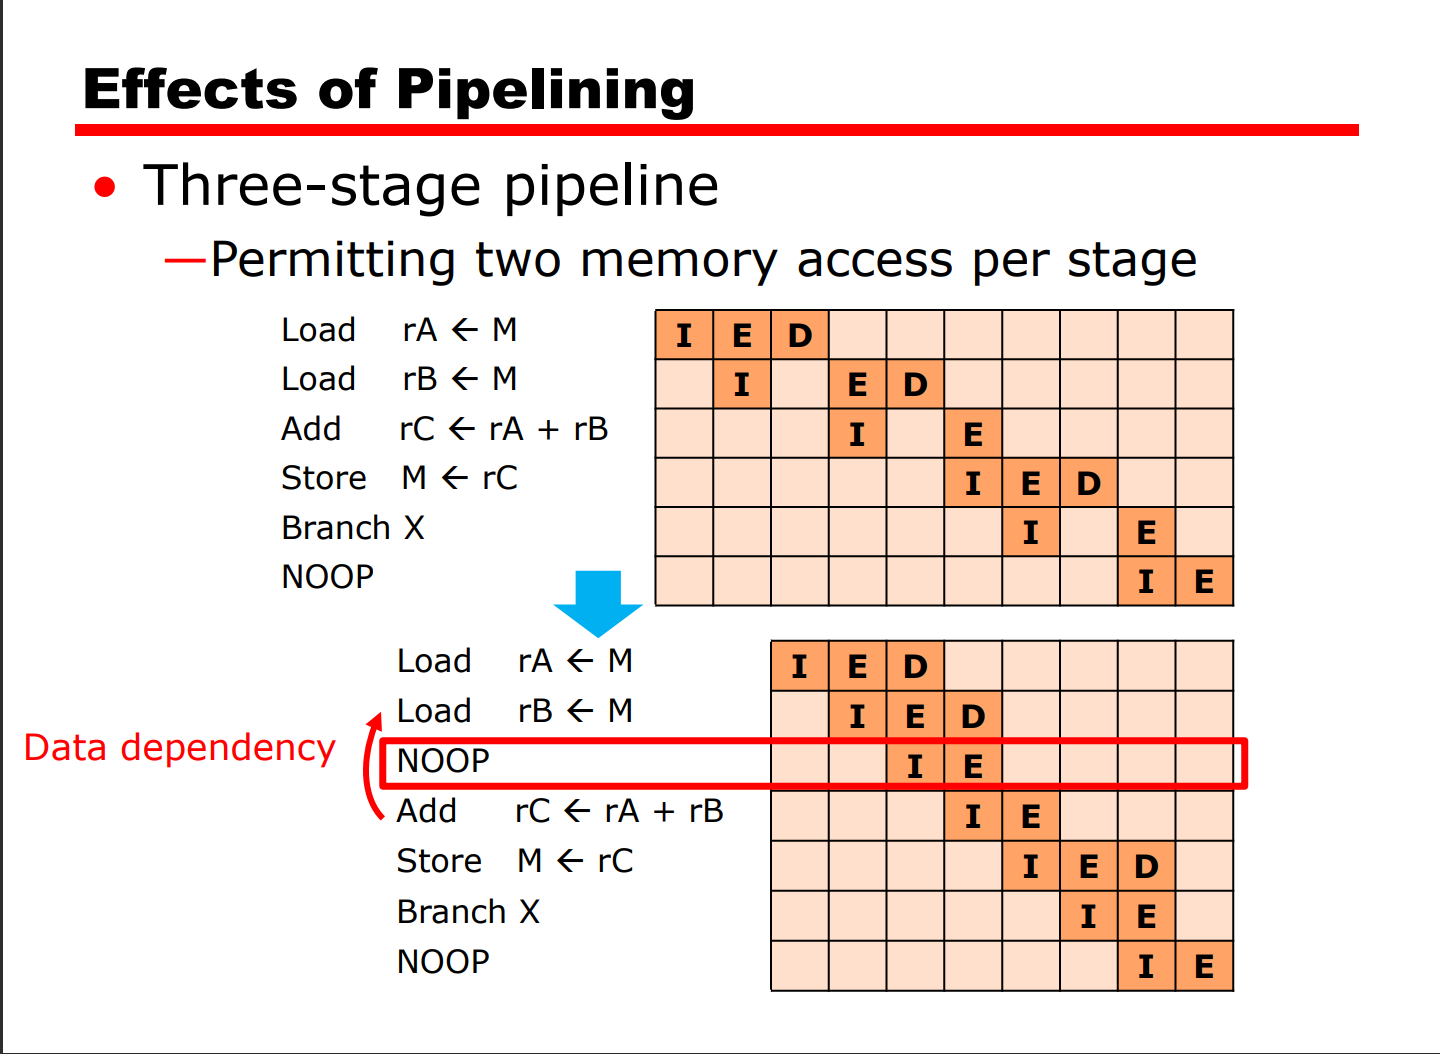 Effects of Pipelining
• Three-stage pipeline
—Permitting two memory access per stage
Load rA ← M I E D
Load rB ← M I E D
Add rC ← rA + rB I E
Store M ← rC I E D
Branch X I E
NOOP I E
Load rA ← M I E D
Load rB ← M I E D
Data dependency
NOOP I E
Add rC ← rA + rB I E
Store M ← rC I E D
Branch X I E
NOOP I E